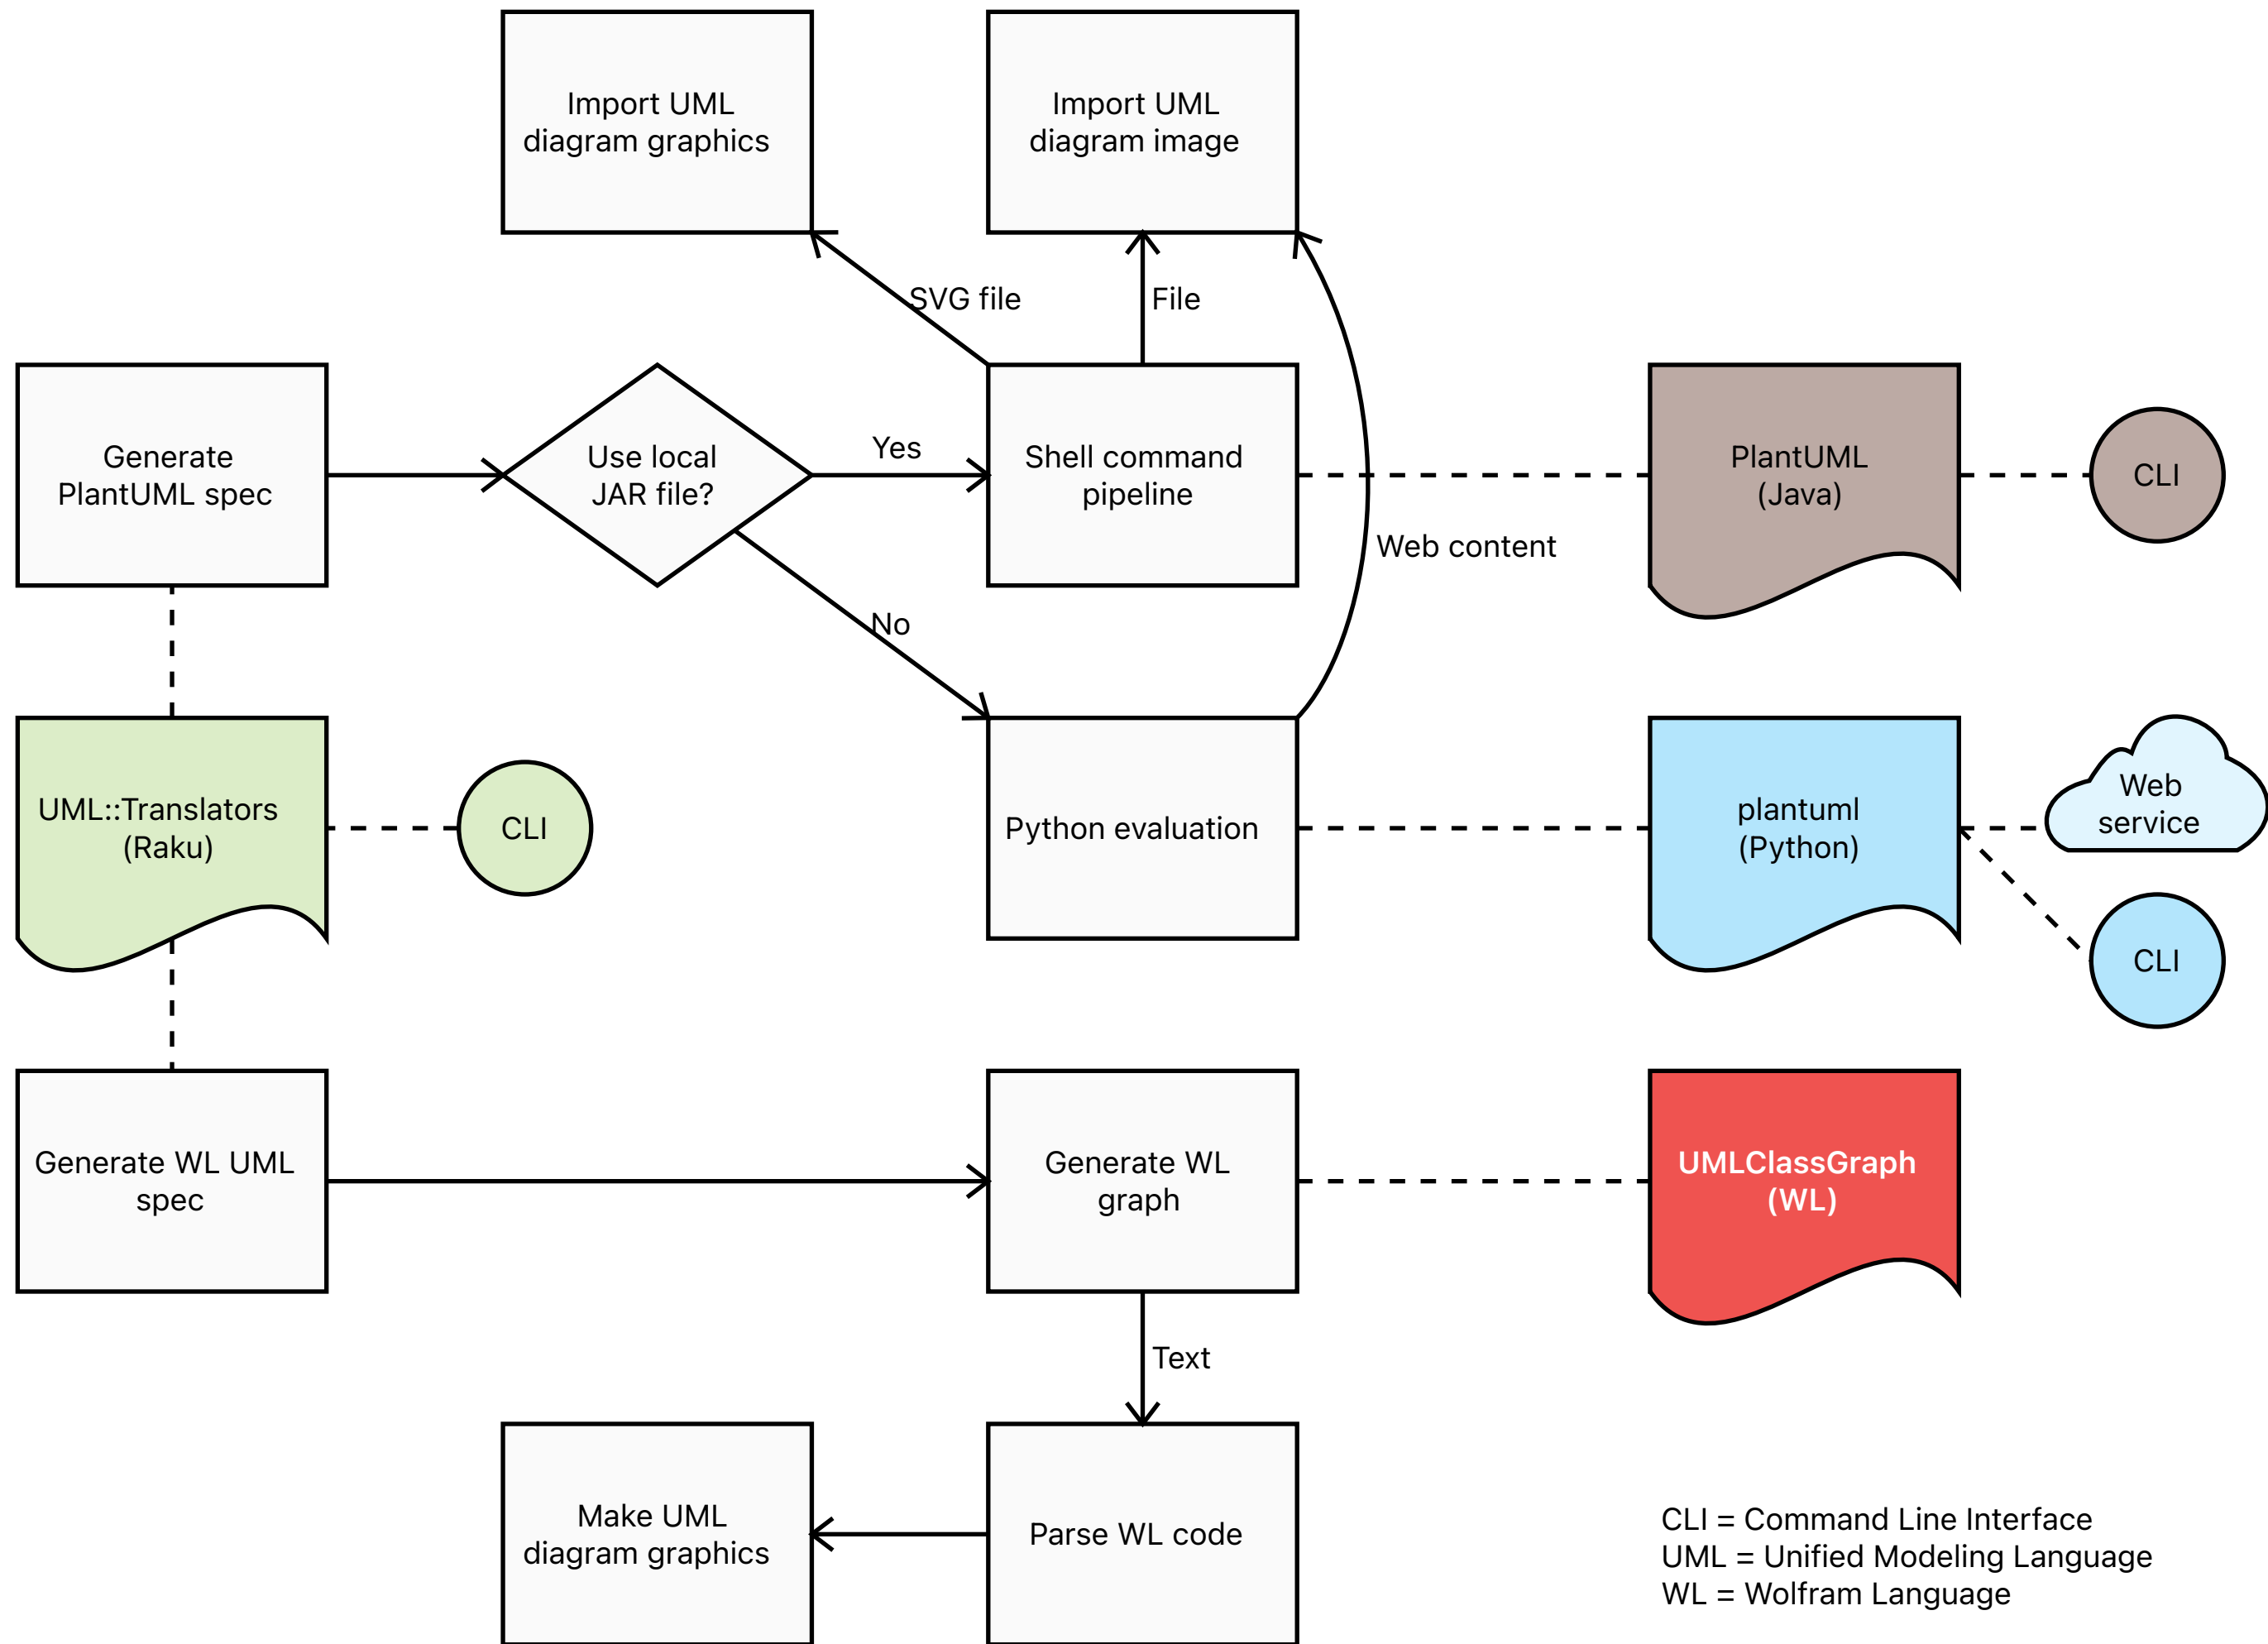 Import UML
diagram graphics
Import UML
diagram image
SVG file
File
Generate
PlantUML spec
Use local
JAR file?
Yes
Shell command
pipeline
PlantUML
(Java)
CLI
Web content
No
UML::Translators
(Raku)
CLI
Python evaluation
plantuml
(Python)
Web
service
CLI
Generate WL UML
spec
Generate WL
graph
UMLClassGraph
(WL)
Text
Make UML
diagram graphics
Parse WL code
CLI = Command Line Interface
UML = Unified Modeling Language
WL = Wolfram Language